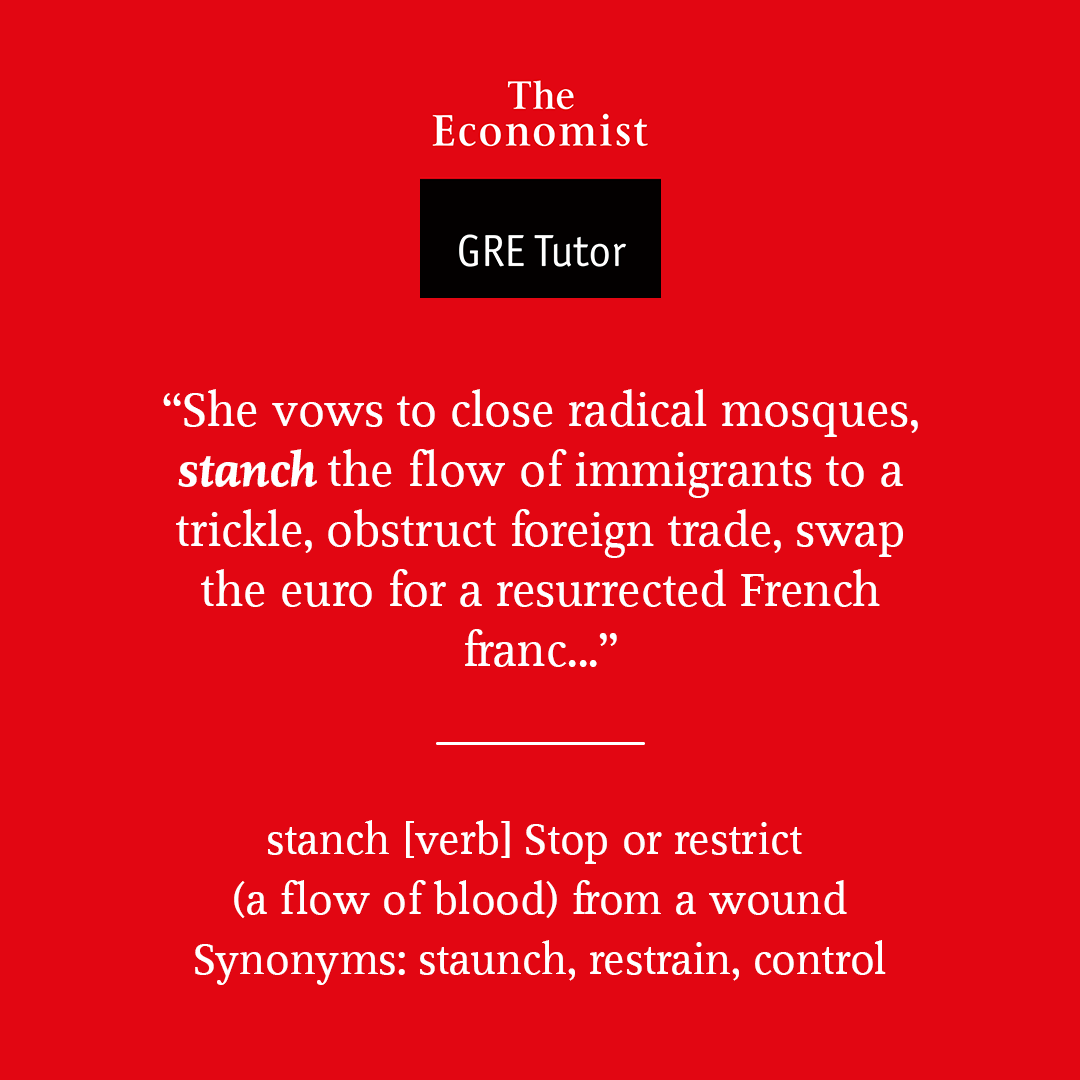 The
Economist
GRE Tutor
“She vows to close radical mosques,
stanch the flow of immigrants to a
trickle, obstruct foreign trade, swap
the euro for a resurrected French
franc...”
stanch [verb] Stop or restrict
(a flow of blood) from a wound
Synonyms: staunch, restrain, control